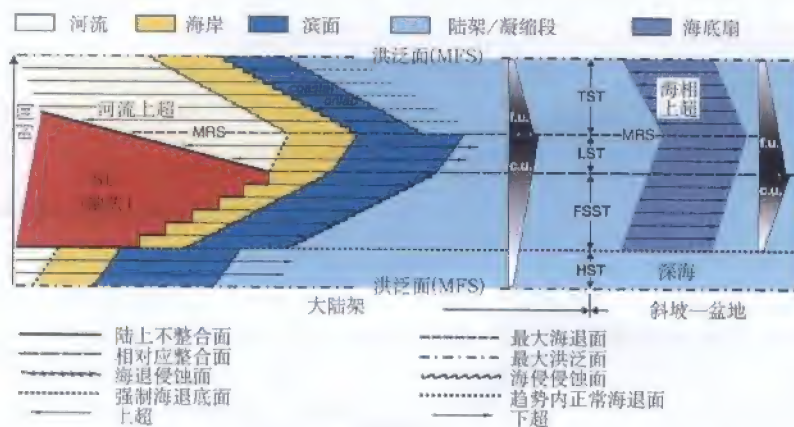 河流 海岸 滨面 陆架/凝缩段 海底扇
洪泛面(MFS)
河流上超
MRS
时间
coastal
TST
LST
FSST
HST
海相
上超
MRS
f.u.
c.u.
f.u.
c.u.
洪泛面(MFS)
深海
大陆架 斜坡—盆地
陆上不整合面 最大海退面
相对应整合面 最大洪泛面
海退侵蚀面 海侵侵蚀面
强制海退底面 趋势内正常海退面
上超 下超